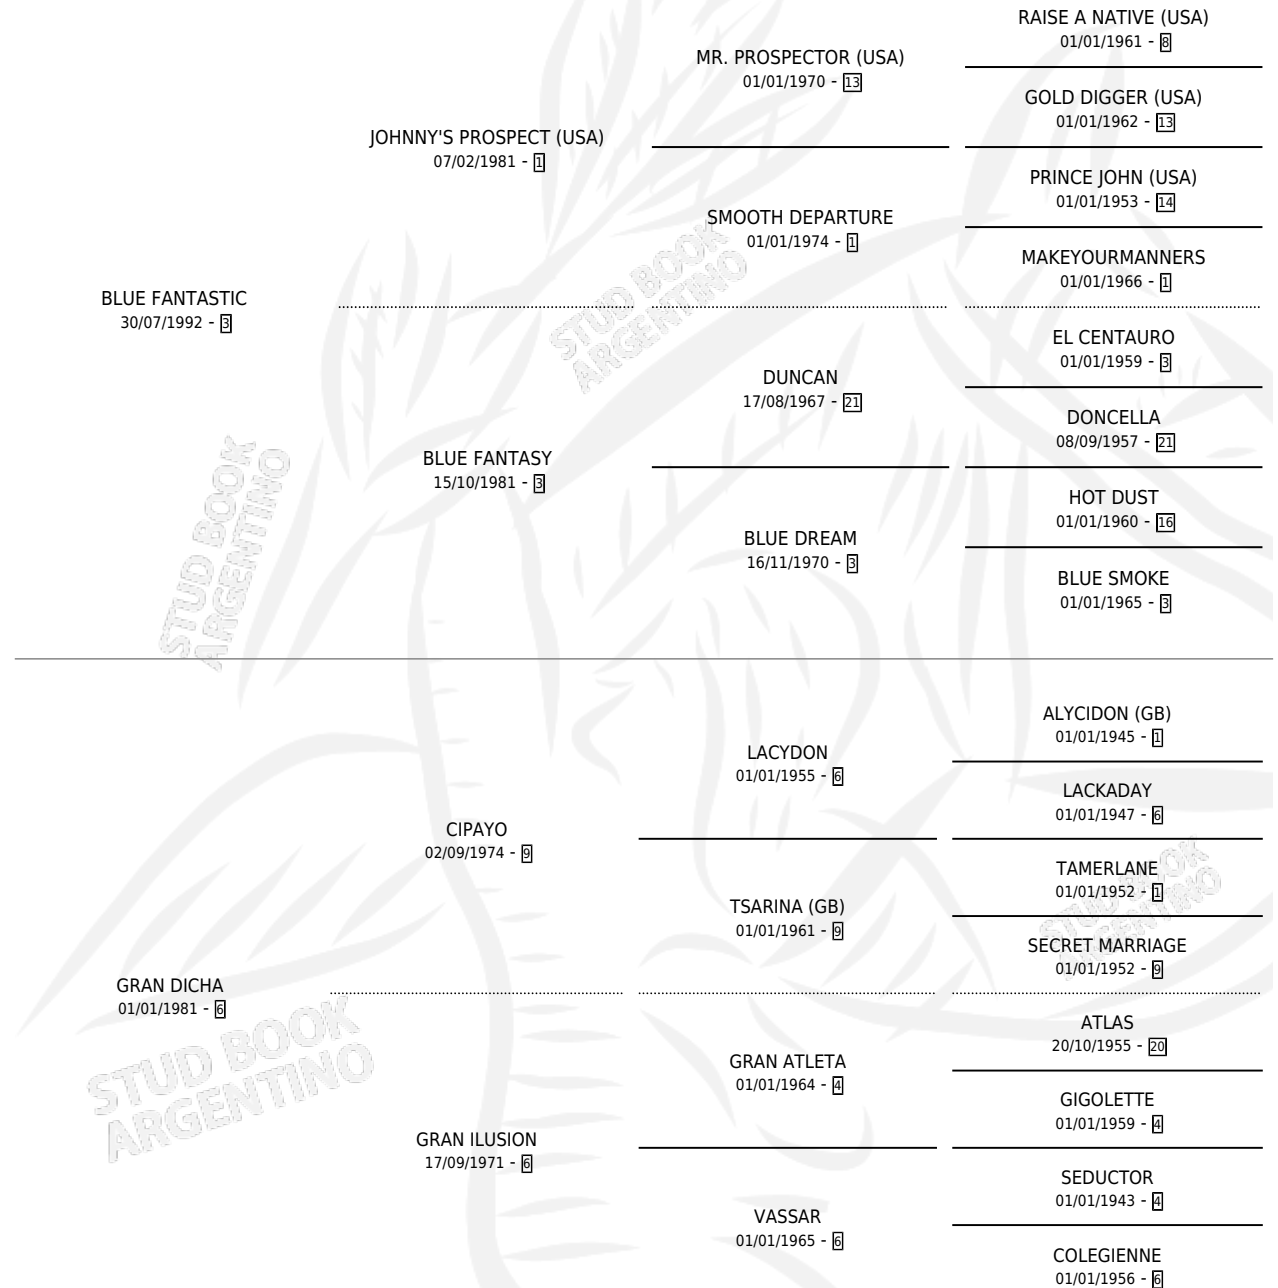 RAISE A NATIVE (USA)
01/01/1961 - 8
MR. PROSPECTOR (USA)
01/01/1970 - 13
GOLD DIGGER (USA)
01/01/1962 - 13
JOHNNY'S PROSPECT (USA)
07/02/1981 - 1
PRINCE JOHN (USA)
01/01/1953 - 14
SMOOTH DEPARTURE
01/01/1974 - 1
MAKEYOURMANNERS
01/01/1966 - 1
BLUE FANTASTIC
30/07/1992 - 3
STUD BOOK
ARGENTINO
EL CENTAURO
01/01/1959 - 3
DUNCAN
17/08/1967 - 21
DONCELLA
08/09/1957 - 21
BLUE FANTASY
15/10/1981 - 3
HOT DUST
01/01/1960 - 16
BLUE DREAM
16/11/1970 - 3
BLUE SMOKE
01/01/1965 - 3
STUD BOOK
ARGENTINO
ALYCIDON (GB)
01/01/1945 - 1
LACYDON
01/01/1955 - 6
LACKADAY
01/01/1947 - 6
CIPAYO
02/09/1974 - 9
TAMERLANE
01/01/1952 - 1
TSARINA (GB)
01/01/1961 - 9
STUD BOOK
ARGENTINO
SECRET MARRIAGE
01/01/1952 - 9
GRAN DICHA
01/01/1981 - 6
STUD BOOK
ARGENTINO
ATLAS
20/10/1955 - 20
GRAN ATLETA
01/01/1964 - 4
GIGOLETTE
01/01/1959 - 4
GRAN ILUSION
17/09/1971 - 6
SEDUCTOR
01/01/1943 - 4
VASSAR
01/01/1965 - 6
COLEGIENNE
01/01/1956 - 6